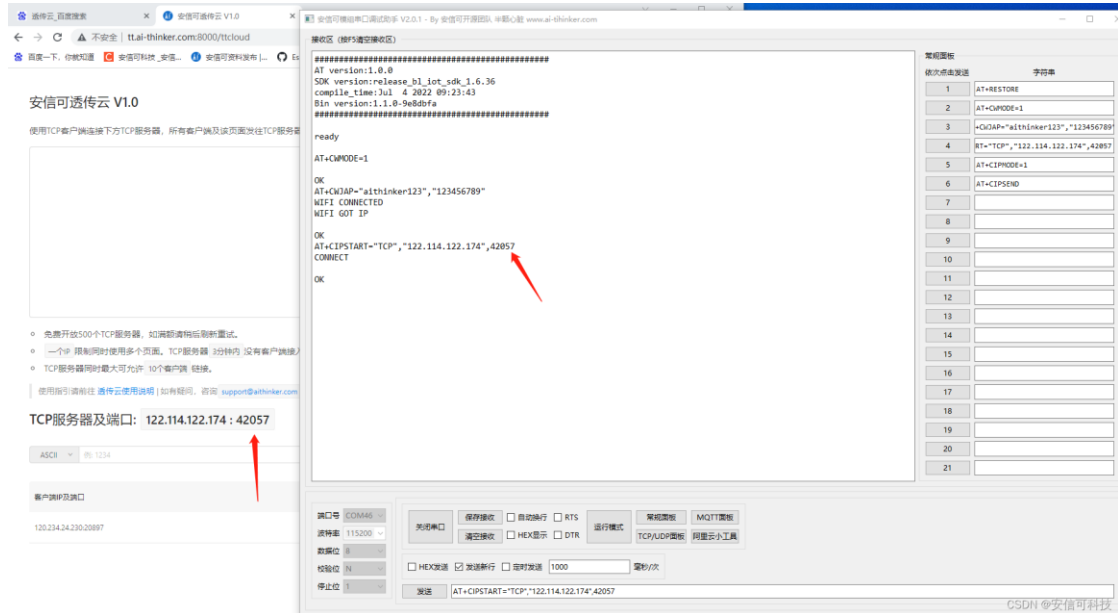 透传云_百度搜索
安信可透传云 V1.0
不安全 | tt.ai-thinker.com:8000/ttcloud
百度一下，你就知道
安信可科技 _安信...
安信可资料发布 |...
安信可透传云 V1.0
使用TCP客户端连接下方TCP服务器，所有客户端及该页面发往TCP服务器
免费开放500个TCP服务器，如满额请稍后刷新重试。
一个IP 限制同时使用多个页面。TCP服务器 3分钟内 没有客户端接入
TCP服务器同时最大可允许 10个客户端 链接。
使用指引请前往 透传云使用说明 | 如有疑问，咨询 support@aithinker.com
TCP服务器及端口: 122.114.122.174 : 42057
ASCII
例: 1234
客户端IP及端口
120.234.24.230:20897
安信可模组串口调试助手 V2.0.1 - By 安信可开源团队 半颗心脏 www.ai-thinker.com
接收区（按F5清空接收区）
################################################
AT version:1.0.0
SDK version:release_bl_iot_sdk_1.6.36
compile_time:Jul 4 2022 09:23:43
Bin version:1.1.0-9e8dbfa
################################################
ready
AT+CWMODE=1
OK
AT+CWJAP="aithinker123","123456789"
WIFI CONNECTED
WIFI GOT IP
OK
AT+CIPSTART="TCP","122.114.122.174",42057
CONNECT
OK
常规面板
依次点击发送 字符串
1 AT+RESTORE
2 AT+CWMODE=1
3 +CWJAP="aithinker123","123456789"
4 RT="TCP","122.114.122.174",42057
5 AT+CIPMODE=1
6 AT+CIPSEND
7
8
9
10
11
12
13
14
15
16
17
18
19
20
21
端口号 COM46
波特率 115200
数据位 8
校验位 N
停止位 1
关闭串口
保存接收 自动换行 RTS
清空接收 HEX显示 DTR
运行模式
常规面板 MQTT面板
TCP/UDP面板 阿里云小工具
HEX发送 发送新行 定时发送 1000 毫秒/次
发送 AT+CIPSTART="TCP","122.114.122.174",42057
CSDN @安信可科技